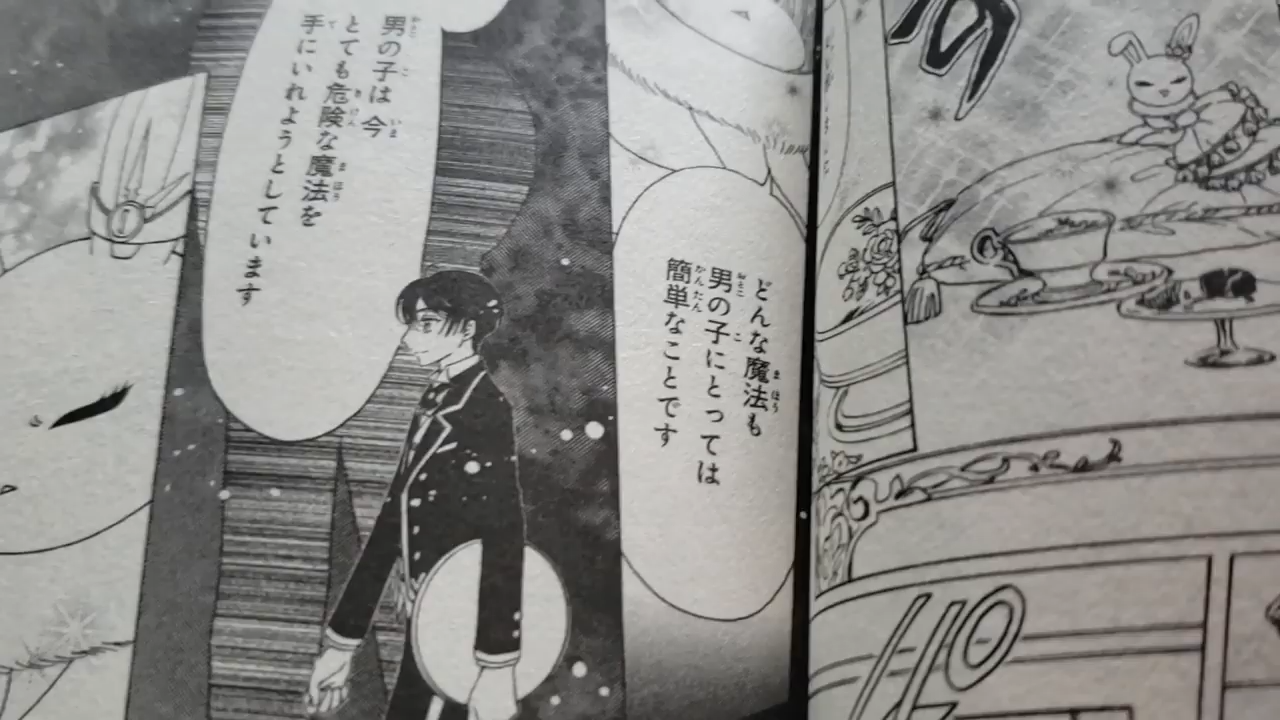 どんな魔法も
男の子にとっては
簡単なことです
男の子は今
とても危険な魔法を
手にいれようとしています